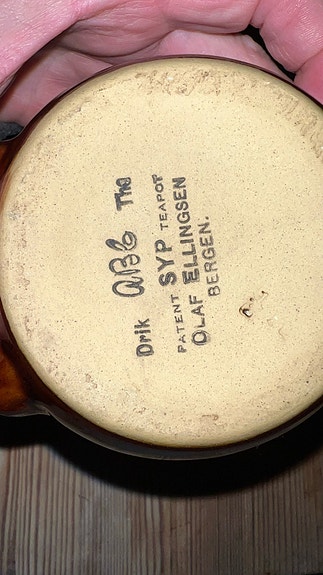 Drik ABC The
PATENT SYP TEAPOT
OLAF ELLINGSEN
BERGEN.